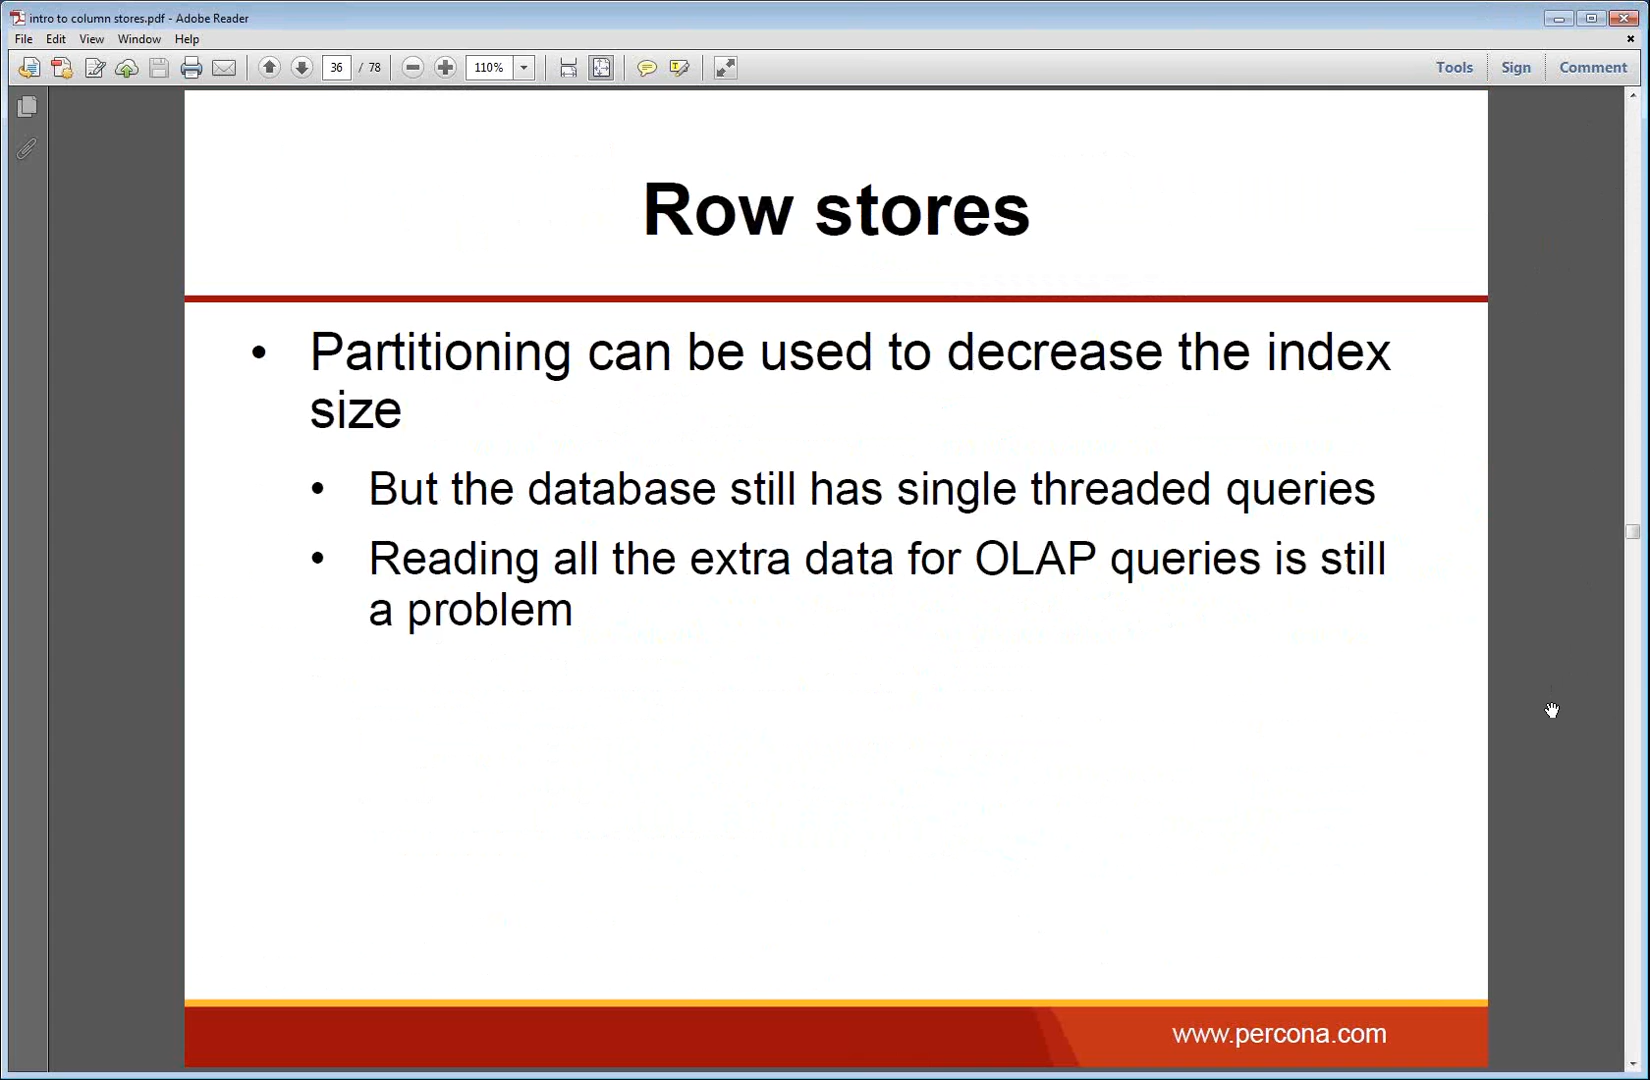 intro to column stores.pdf - Adobe Reader
File Edit View Window Help
36 / 78 110% Tools Sign Comment
Row stores
• Partitioning can be used to decrease the index
size
• But the database still has single threaded queries
• Reading all the extra data for OLAP queries is still
a problem
www.percona.com